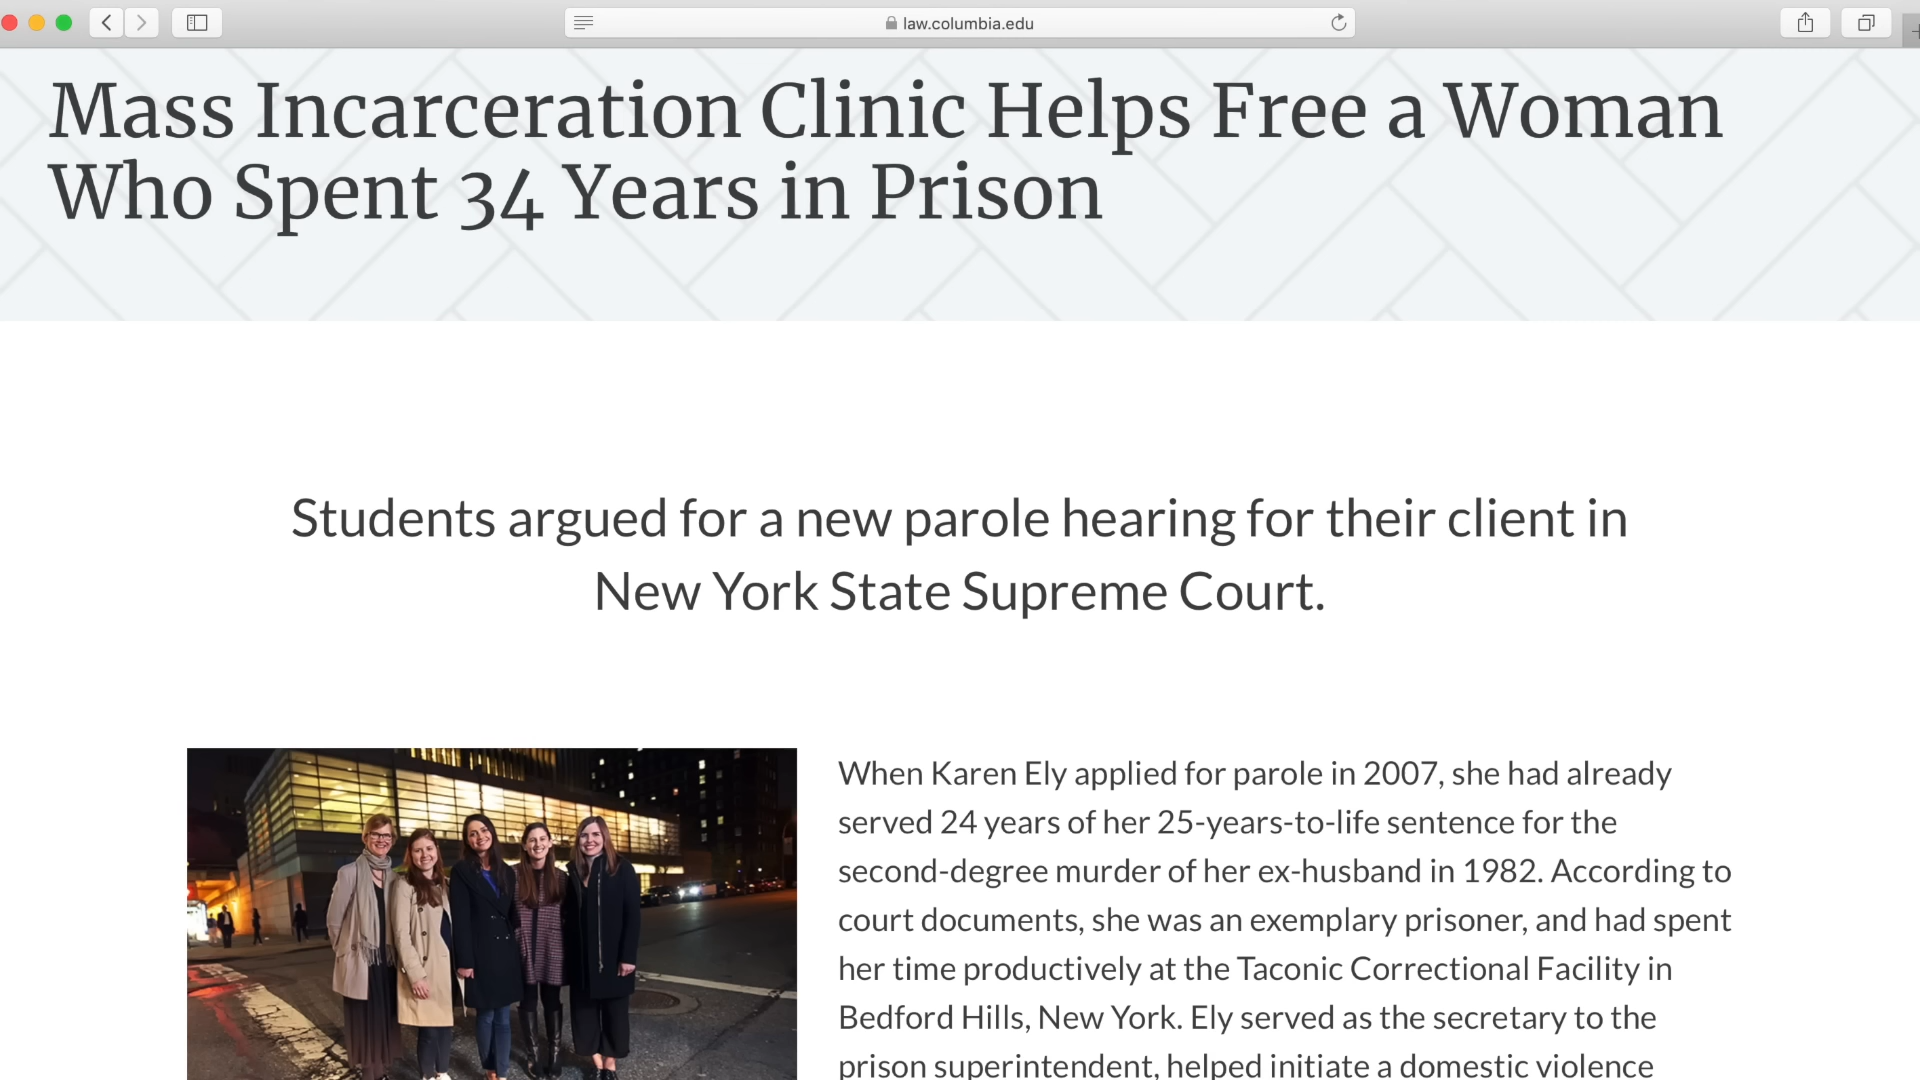 law.columbia.edu
Mass Incarceration Clinic Helps Free a Woman
Who Spent 34 Years in Prison
Students argued for a new parole hearing for their client in
New York State Supreme Court.
When Karen Ely applied for parole in 2007, she had already
served 24 years of her 25-years-to-life sentence for the
second-degree murder of her ex-husband in 1982. According to
court documents, she was an exemplary prisoner, and had spent
her time productively at the Taconic Correctional Facility in
Bedford Hills, New York. Ely served as the secretary to the
prison superintendent, helped initiate a domestic violence